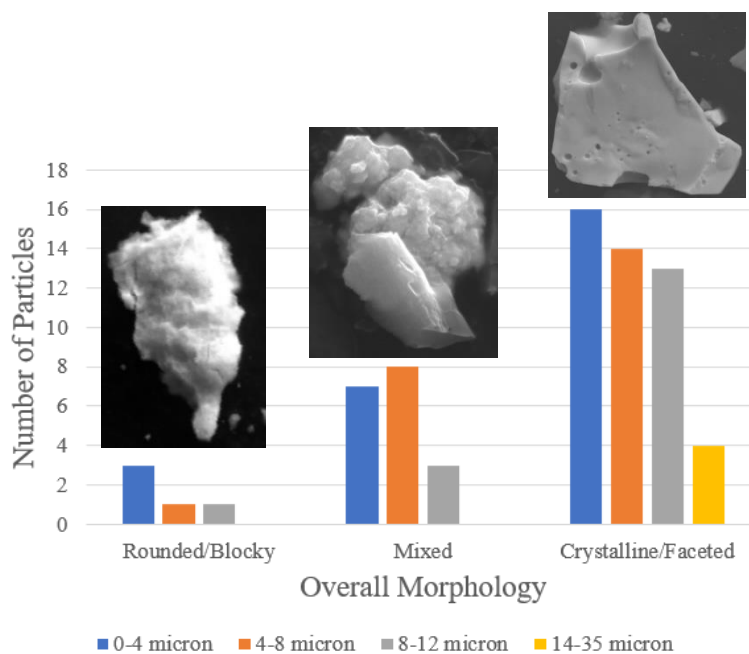 18
16
14
12
10
8
6
4
2
0
Number of Particles
Rounded/Blocky
Mixed
Crystalline/Faceted
Overall Morphology
0-4 micron
4-8 micron
8-12 micron
14-35 micron